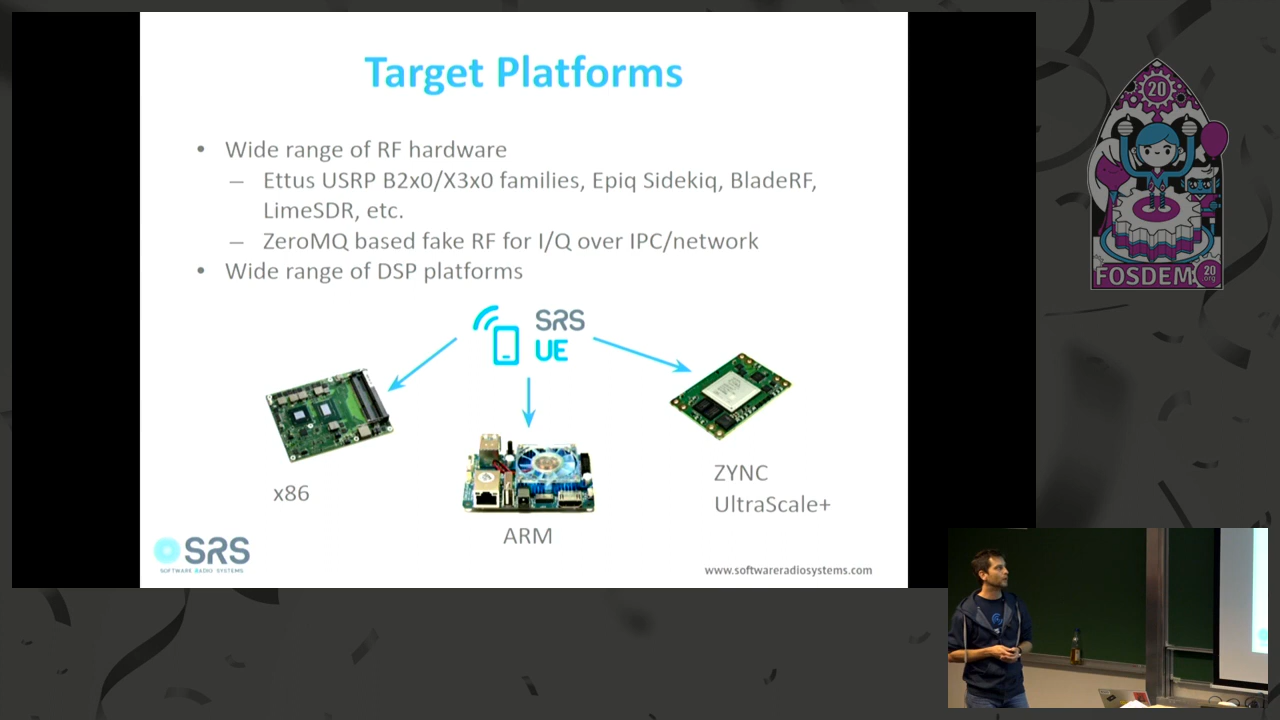 Target Platforms
• Wide range of RF hardware
– Ettus USRP B2x0/X3x0 families, Epiq Sidekiq, BladeRF,
LimeSDR, etc.
– ZeroMQ based fake RF for I/Q over IPC/network
• Wide range of DSP platforms
SRS
UE
x86
ARM
ZYNC
UltraScale+
SRS
SOFTWARE RADIO SYSTEMS
www.softwareradiosystems.com
20
FOSDEM
20
.org